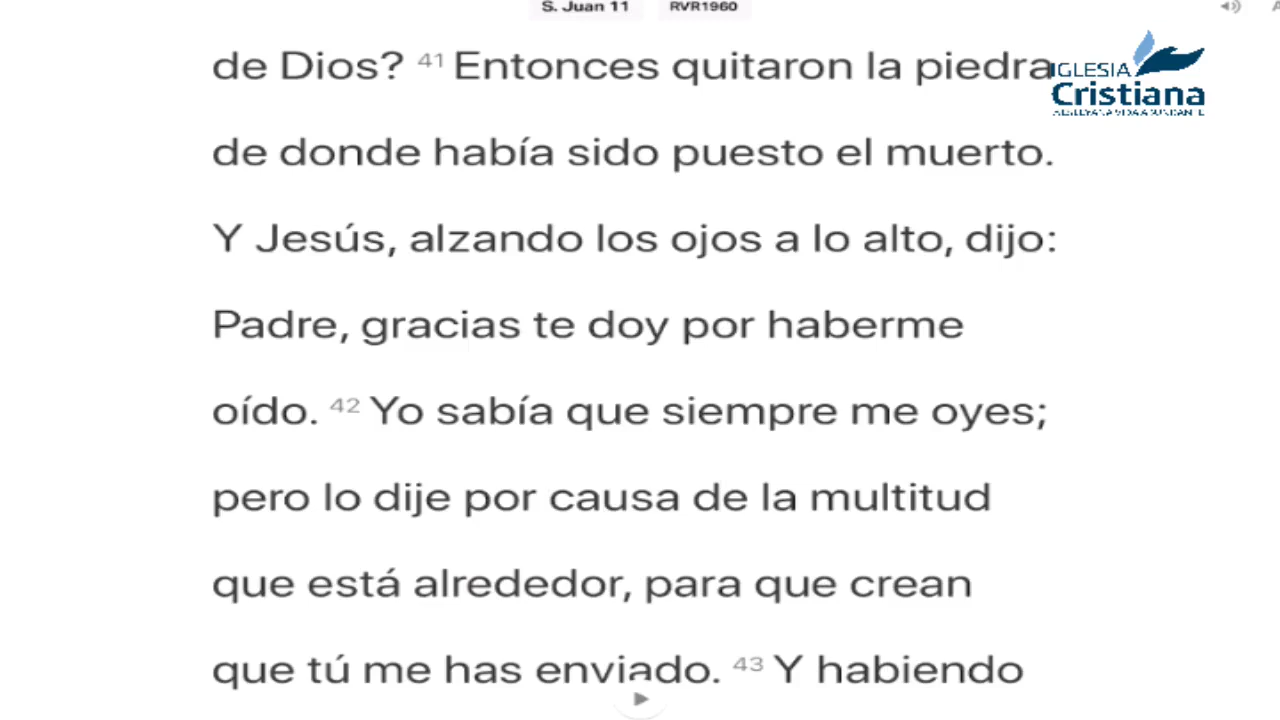 S. Juan 11 RVR1960
de Dios? 41 Entonces quitaron la piedra
IGLESIA
Cristiana
de donde había sido puesto el muerto.
Y Jesús, alzando los ojos a lo alto, dijo:
Padre, gracias te doy por haberme
oído. 42 Yo sabía que siempre me oyes;
pero lo dije por causa de la multitud
que está alrededor, para que crean
que tú me has enviado. 43 Y habiendo